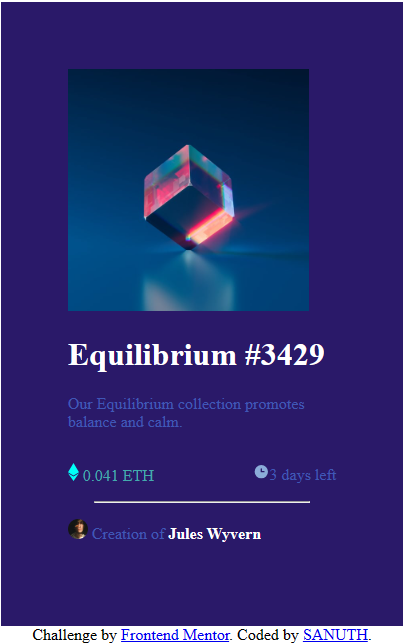 Equilibrium #3429
Our Equilibrium collection promotes
balance and calm.
0.041 ETH 3 days left
Creation of Jules Wyvern
Challenge by Frontend Mentor. Coded by SANUTH.